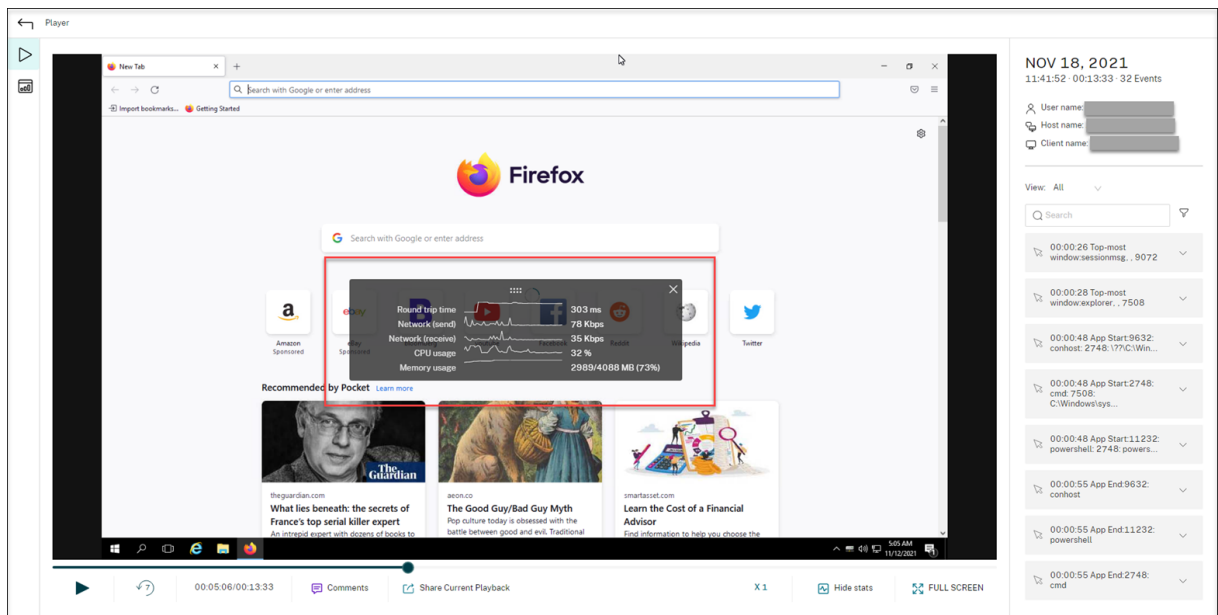 Player
New Tab
Search with Google or enter address
Import bookmarks... Getting Started
Firefox
Search with Google or enter address
Round trip time 303 ms
Network (send) 78 Kbps
Network (receive) 35 Kbps
CPU usage 32 %
Memory usage 2989/4088 MB (73%)
Amazon
Sponsored
eBay
Facebook
Reddit
Wikipedia
Twitter
Recommended by Pocket Learn more
The
Guardian
theguardian.com
What lies beneath: the secrets of
France's top serial killer expert
An intrepid expert with dozens of books to
aeon.co
The Good Guy/Bad Guy Myth
Pop culture today is obsessed with the
battle between good and evil. Traditional
smartasset.com
Learn the Cost of a Financial
Advisor
Find information to help you choose the
5:05 AM
11/12/2021
00:05:06/00:13:33
Comments
Share Current Playback
X 1
Hide stats
FULL SCREEN
NOV 18, 2021
11:41:52 · 00:13:33 · 32 Events
User name:
Host name:
Client name:
View: All
Search
00:00:26 Top-most
window:sessionmsg, , 9072
00:00:28 Top-most
window:explorer, , 7508
00:00:48 App Start:9632:
conhost: 2748: \??\C:\Win...
00:00:48 App Start:2748:
cmd: 7508:
C:\Windows\sys...
00:00:48 App Start:11232:
powershell: 2748: powers...
00:00:55 App End:9632:
conhost
00:00:55 App End:11232:
powershell
00:00:55 App End:2748:
cmd